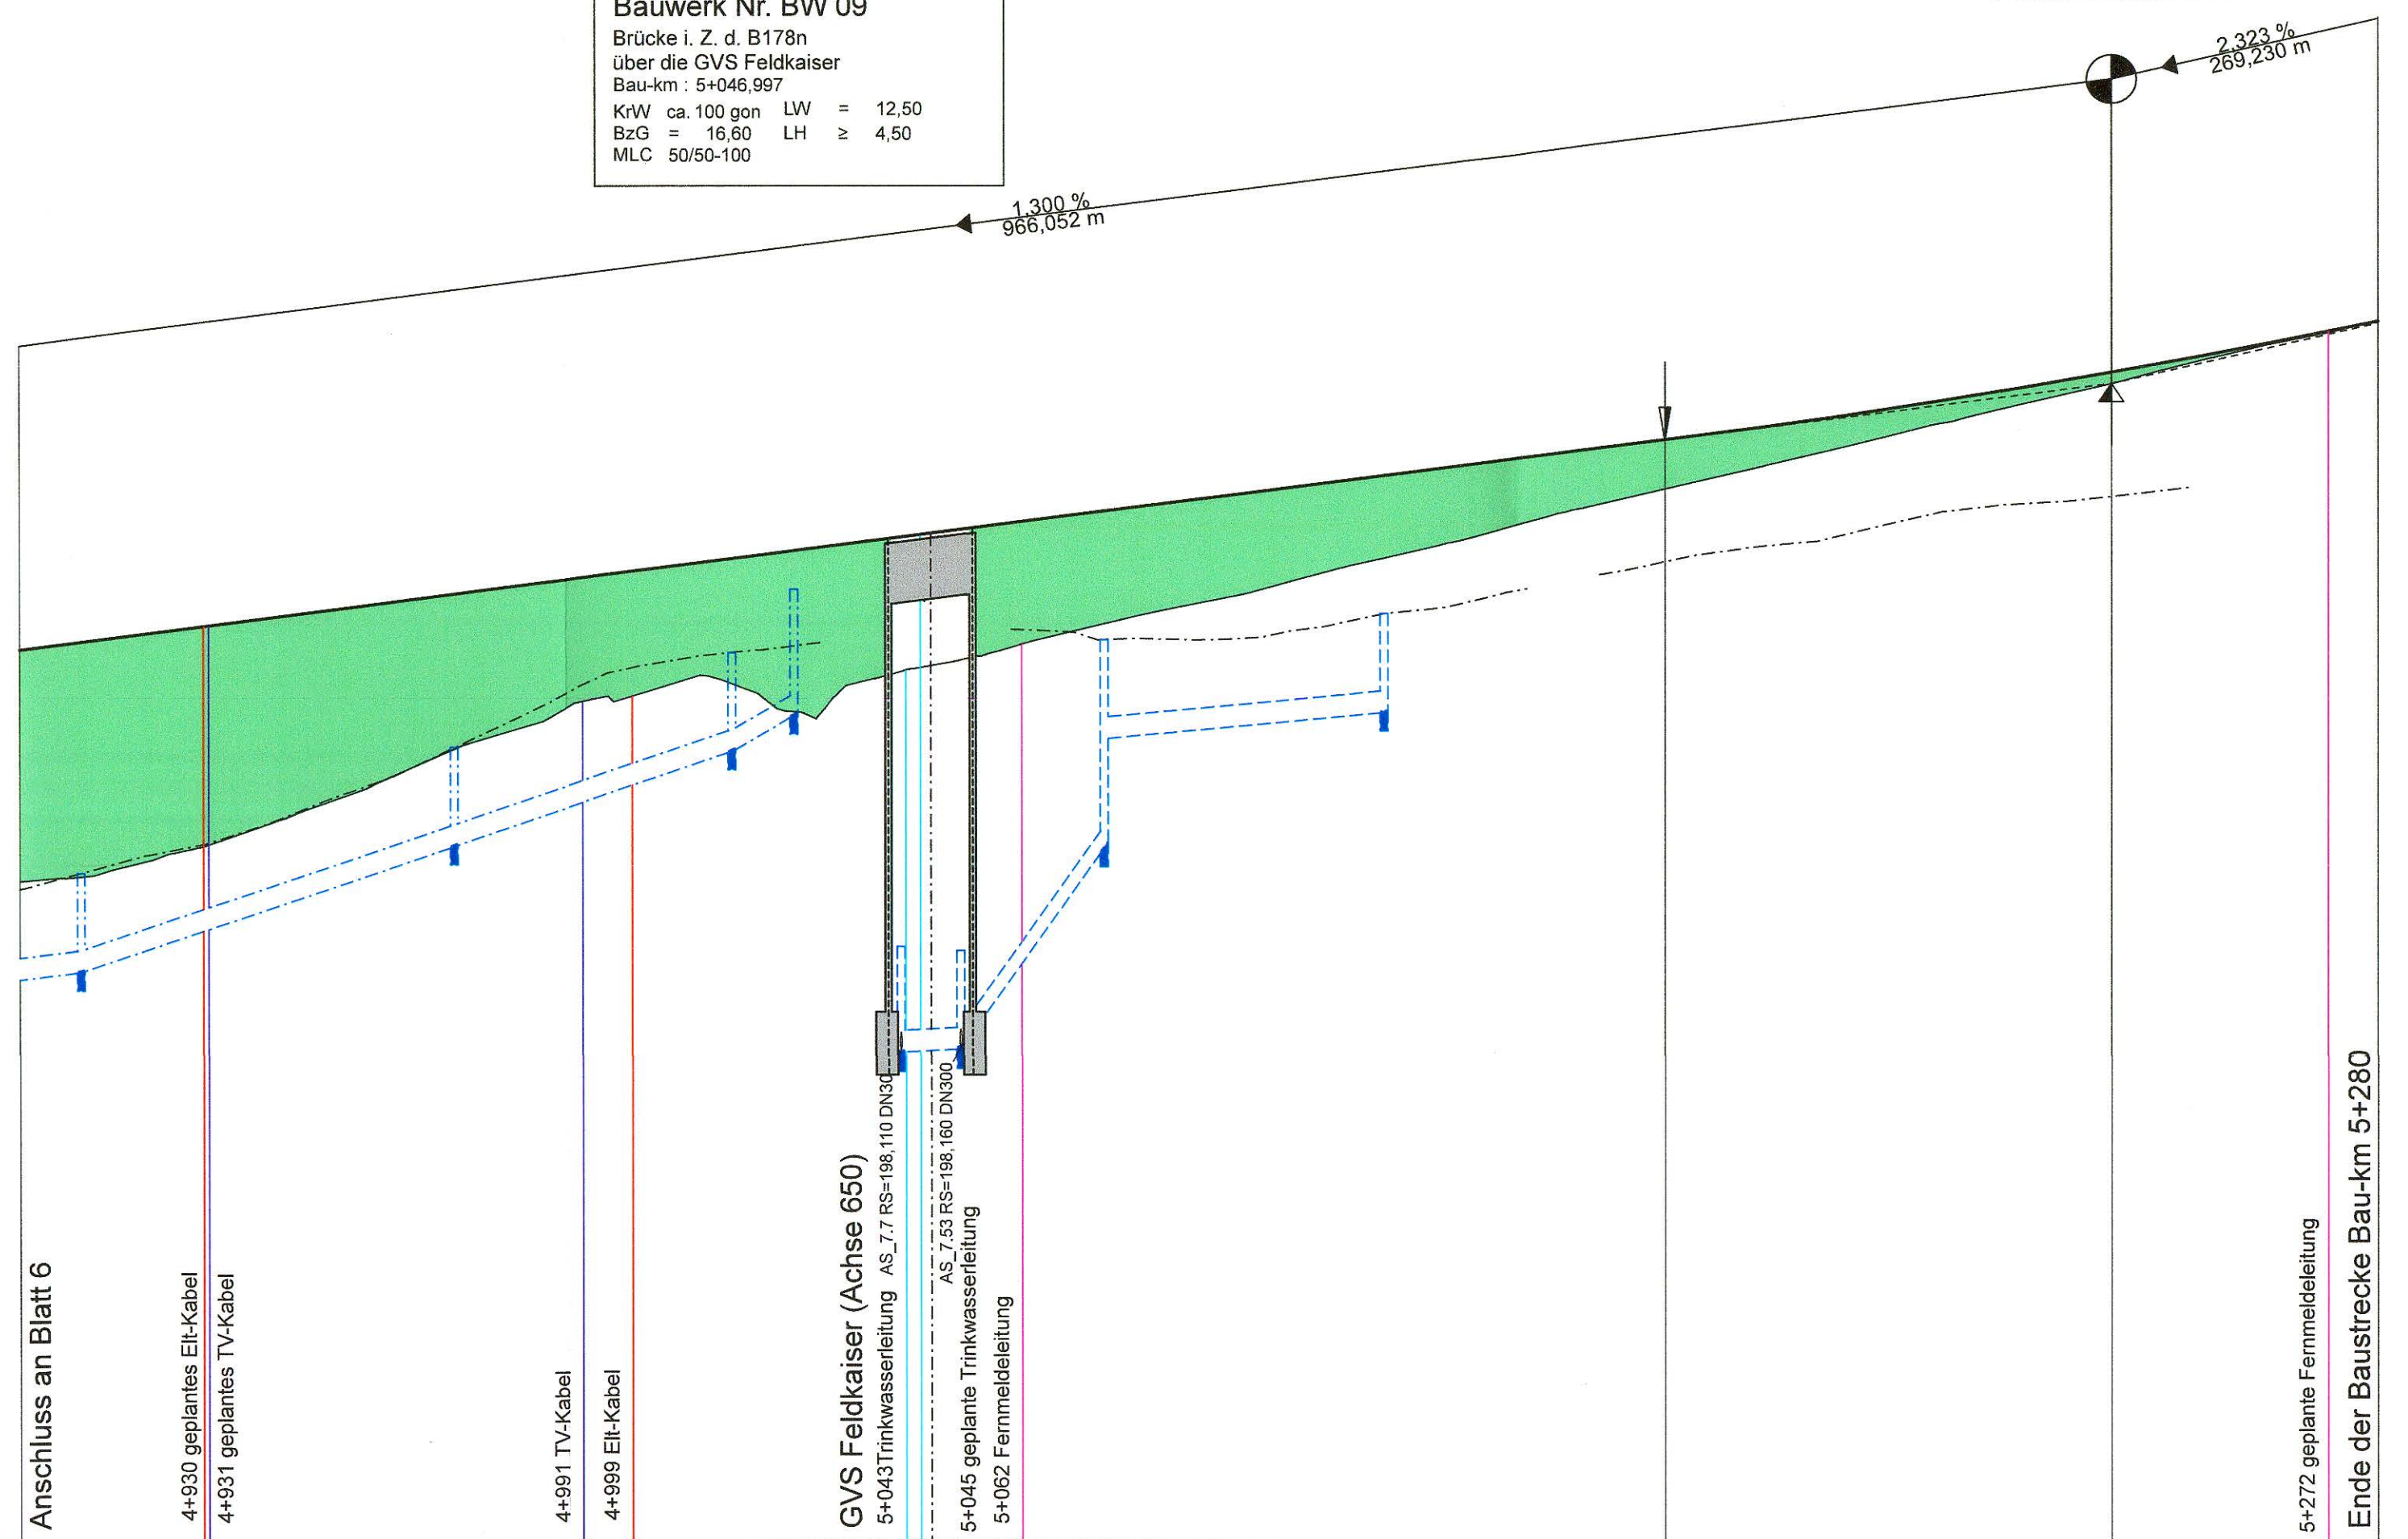 Bauwerk Nr. BW 09
Brücke i. Z. d. B178n
über die GVS Feldkaiser
Bau-km : 5+046,997
KrW ca. 100 gon LW = 12,50
BzG = 16,60 LH ≥ 4,50
MLC 50/50-100
2,323 %
269,230 m
1,300 %
966,052 m
Anschluss an Blatt 6
4+930 geplantes Elt-Kabel
4+931 geplantes TV-Kabel
4+991 TV-Kabel
4+999 Elt-Kabel
GVS Feldkaiser (Achse 650)
5+043Trinkwasserleitung
AS_7.7 RS=198,110 DN30
AS_7.53 RS=198,160 DN300
5+045 geplante Trinkwasserleitung
5+062 Fernmeldeleitung
5+272 geplante Fernmeldeleitung
Ende der Baustrecke Bau-km 5+280